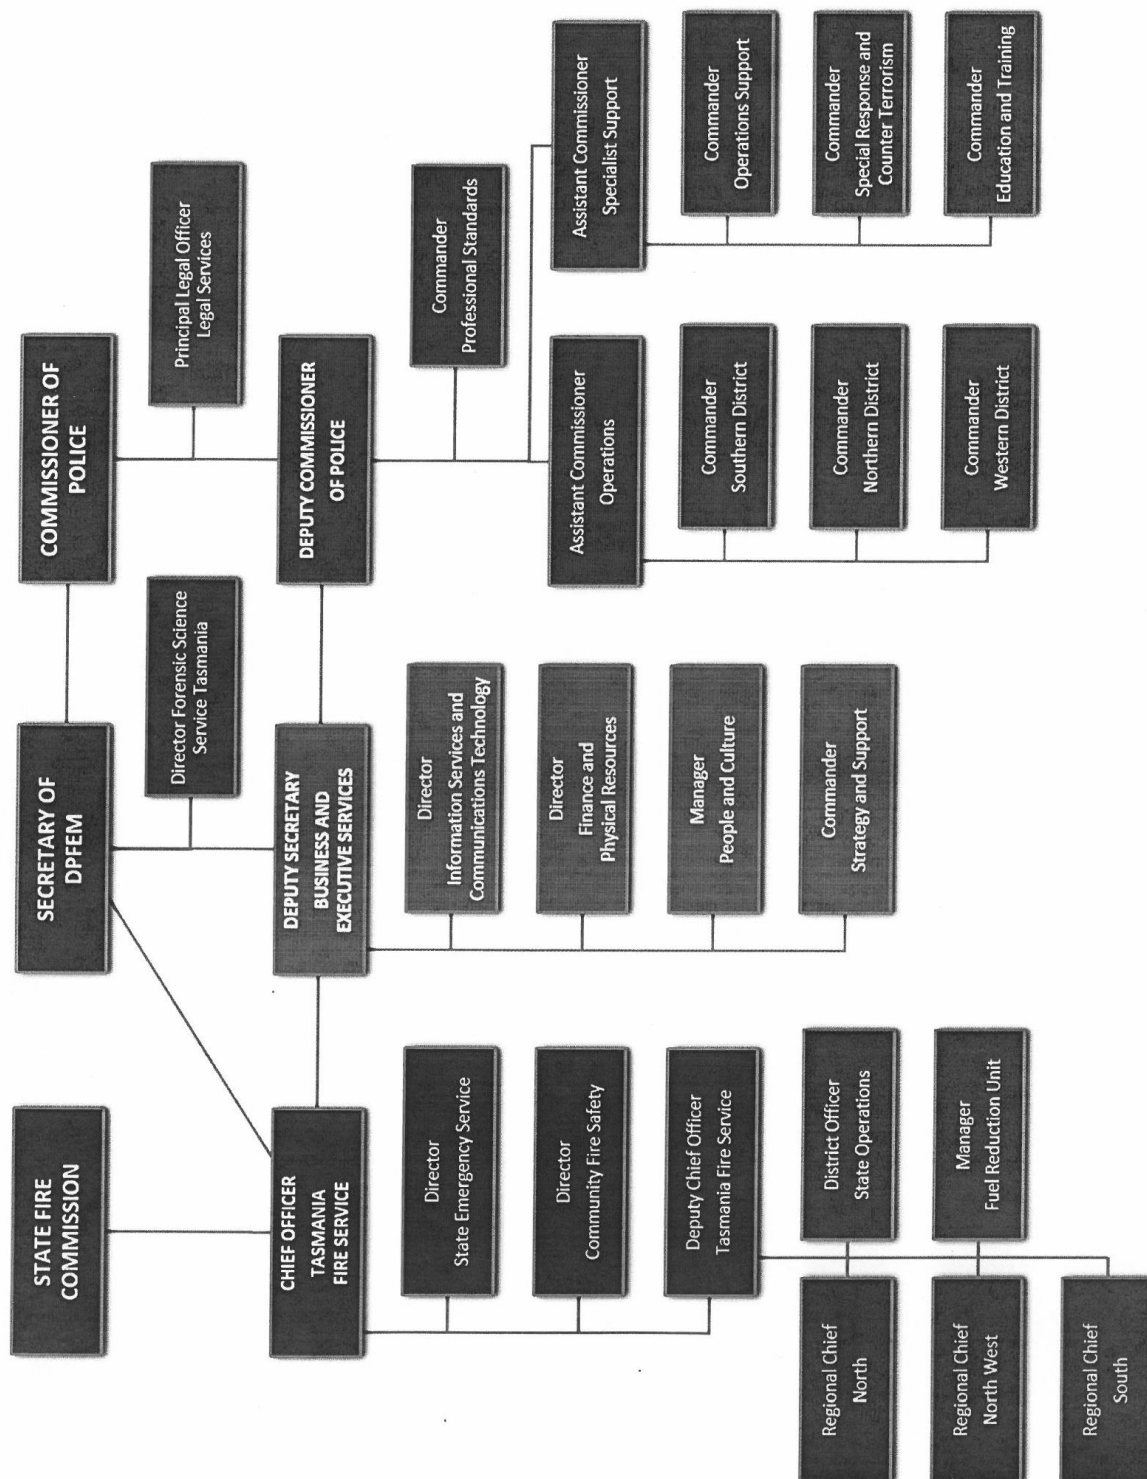 STATE FIRE
COMMISSION
SECRETARY OF
DPFEM
COMMISSIONER OF
POLICE
Director Forensic Science
Service Tasmania
Principal Legal Officer
Legal Services
CHIEF OFFICER
TASMANIA
FIRE SERVICE
DEPUTY SECRETARY
BUSINESS AND
EXECUTIVE SERVICES
DEPUTY COMMISSIONER
OF POLICE
Director
State Emergency Service
Director
Community Fire Safety
Deputy Chief Officer
Tasmania Fire Service
Regional Chief
North
District Officer
State Operations
Regional Chief
North West
Manager
Fuel Reduction Unit
Regional Chief
South
Director
Information Services and
Communications Technology
Director
Finance and
Physical Resources
Manager
People and Culture
Commander
Strategy and Support
Commander
Professional Standards
Assistant Commissioner
Operations
Commander
Southern District
Commander
Northern District
Commander
Western District
Assistant Commissioner
Specialist Support
Commander
Operations Support
Commander
Special Response and
Counter Terrorism
Commander
Education and Training